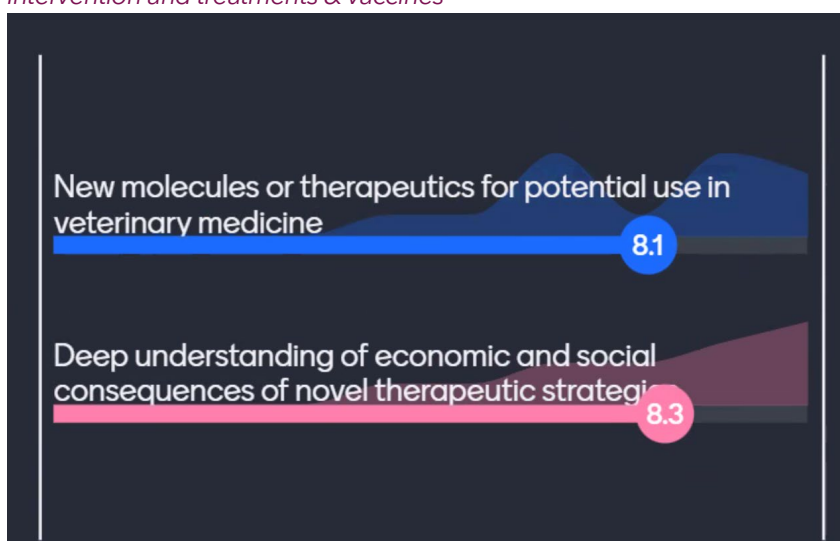 intervention and treatments & vaccines
New molecules or therapeutics for potential use in
veterinary medicine
8.1
Deep understanding of economic and social
consequences of novel therapeutic
8.3